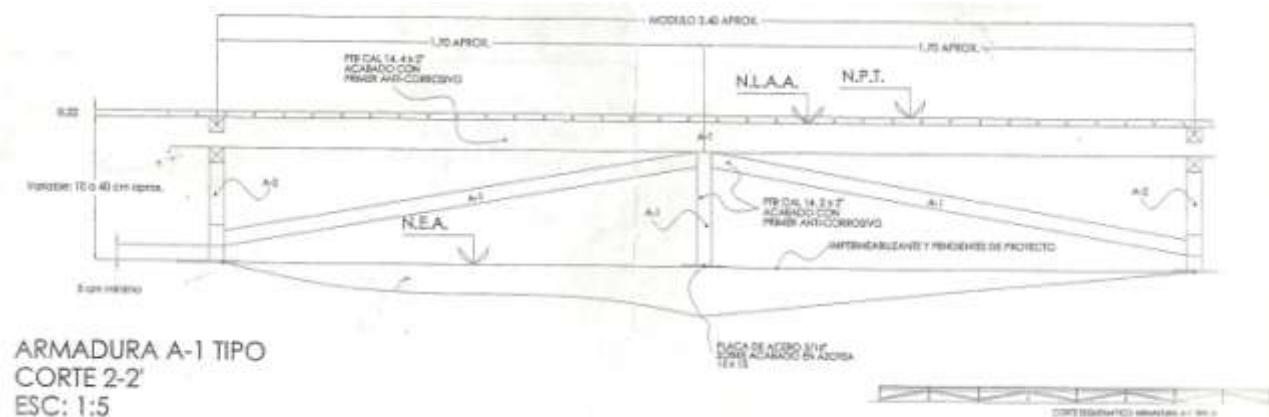 MODULO 3.40 APROX.
1.70 APROX.
1.70 APROX.
PTR CAL 14, 4 x 2"
ACABADO CON
PRIMER ANTI-CORROSIVO
N.L.A.A.
N.P.T.
0.22
A-1
Variable: 10 a 40 cm aprox.
A-2
A-1
A-1
A-1
A-2
PTR CAL 14, 2 x 2"
ACABADO CON
PRIMER ANTI-CORROSIVO
N.E.A.
IMPERMEABILIZANTE Y PENDIENTES DE PROYECTO
5 cm mínimo
PLACA DE ACERO 3/16"
SOBRE ACABADO EN AZOTEA
15 x 15
ARMADURA A-1 TIPO
CORTE 2-2'
ESC: 1:5
CORTE ESQUEMATICO